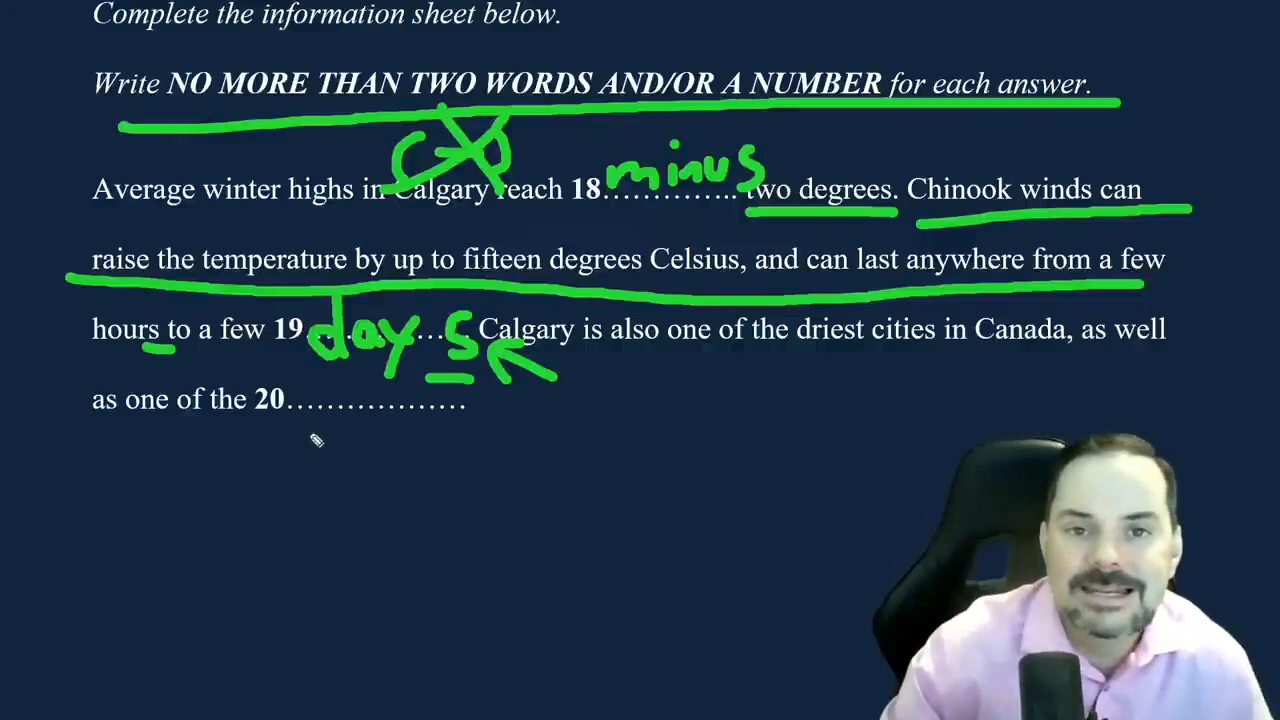 Complete the information sheet below.
Write NO MORE THAN TWO WORDS AND/OR A NUMBER for each answer.
Average winter highs in Calgary reach 18 minus ………….. two degrees. Chinook winds can
raise the temperature by up to fifteen degrees Celsius, and can last anywhere from a few
hours to a few 19 days ……………. Calgary is also one of the driest cities in Canada, as well
as one of the 20………………